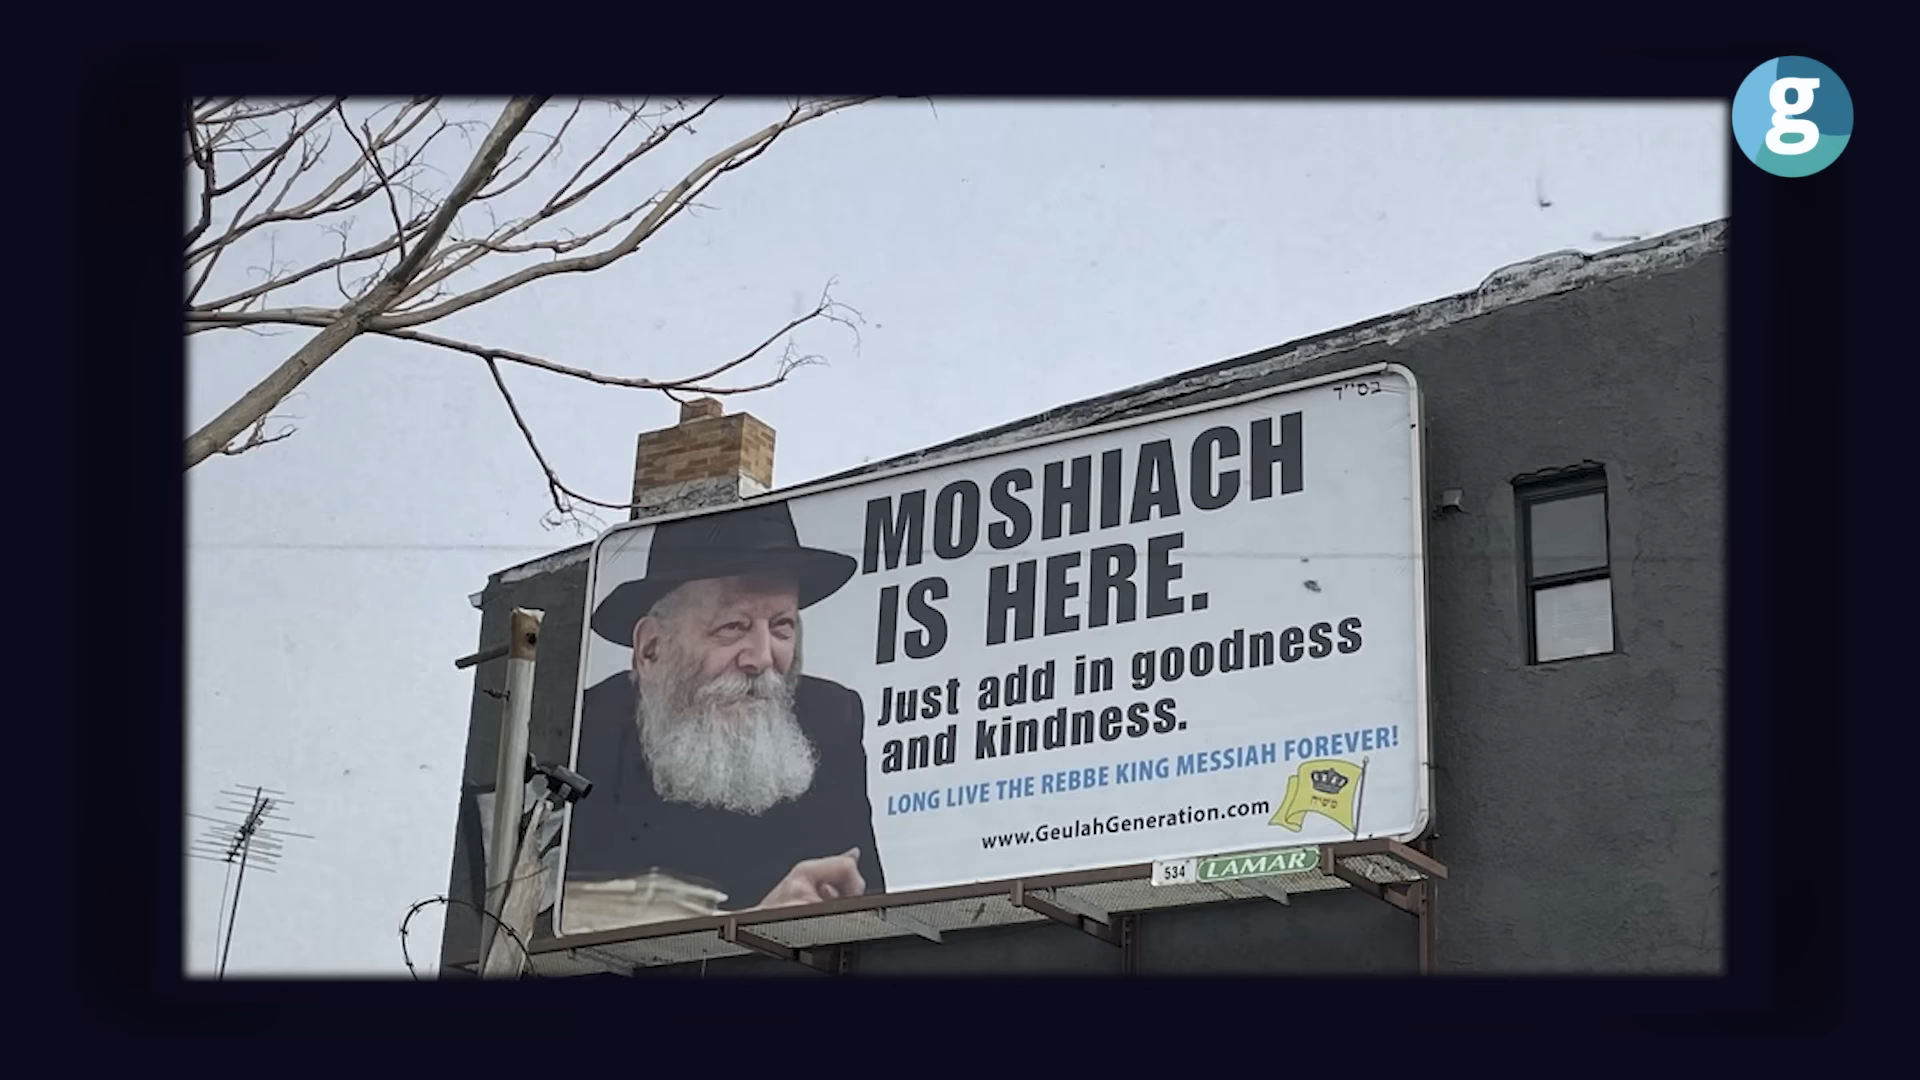 g
בס''ד
MOSHIACH
IS HERE.
Just add in goodness
and kindness.
LONG LIVE THE REBBE KING MESSIAH FOREVER!
משיח
www.GeulahGeneration.com
534 LAMAR